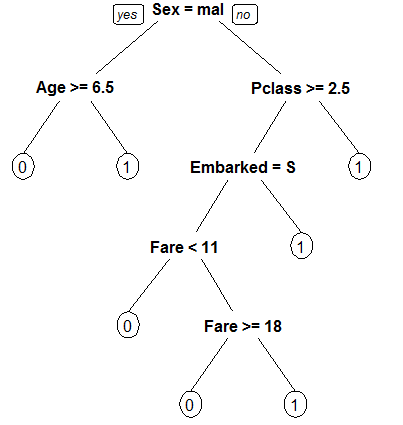 yes Sex = mal no
Age >= 6.5 Pclass >= 2.5
0 1 Embarked = S 1
Fare < 11 1
0 Fare >= 18
0 1